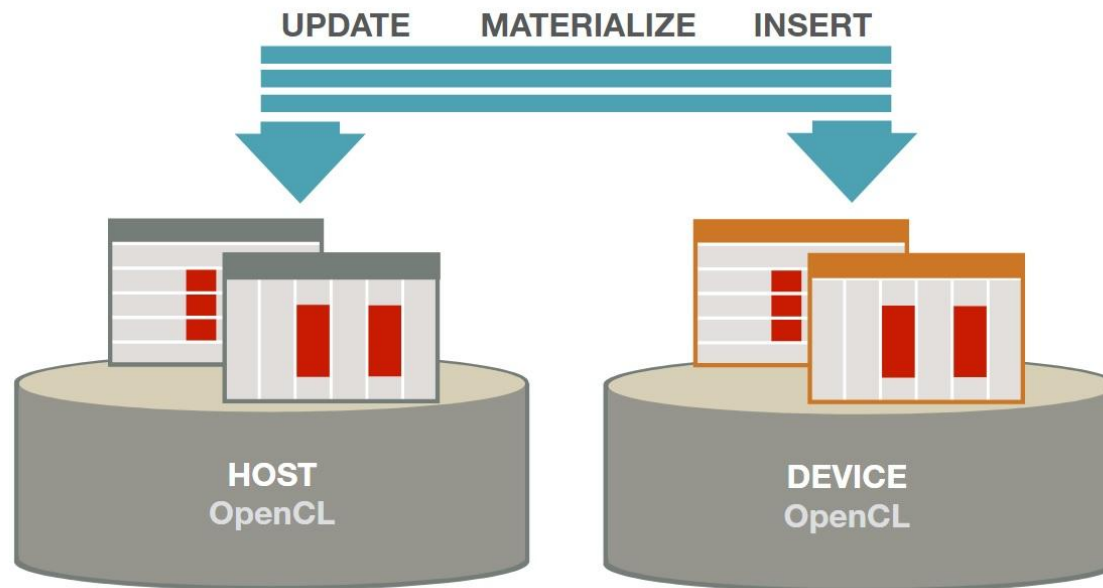 UPDATE MATERIALIZE INSERT
HOST
OpenCL
DEVICE
OpenCL